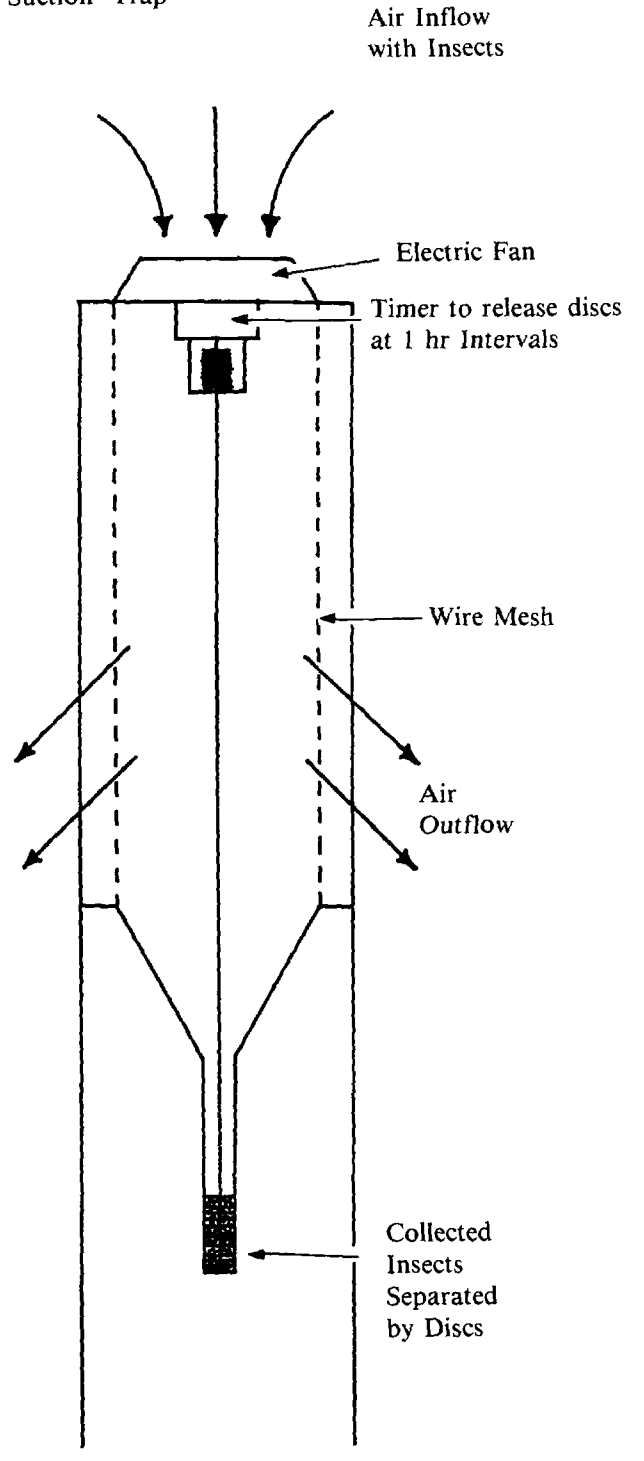 Suction Trap
Air Inflow
with Insects
Electric Fan
Timer to release discs
at 1 hr Intervals
Wire Mesh
Air
Outflow
Collected
Insects
Separated
by Discs